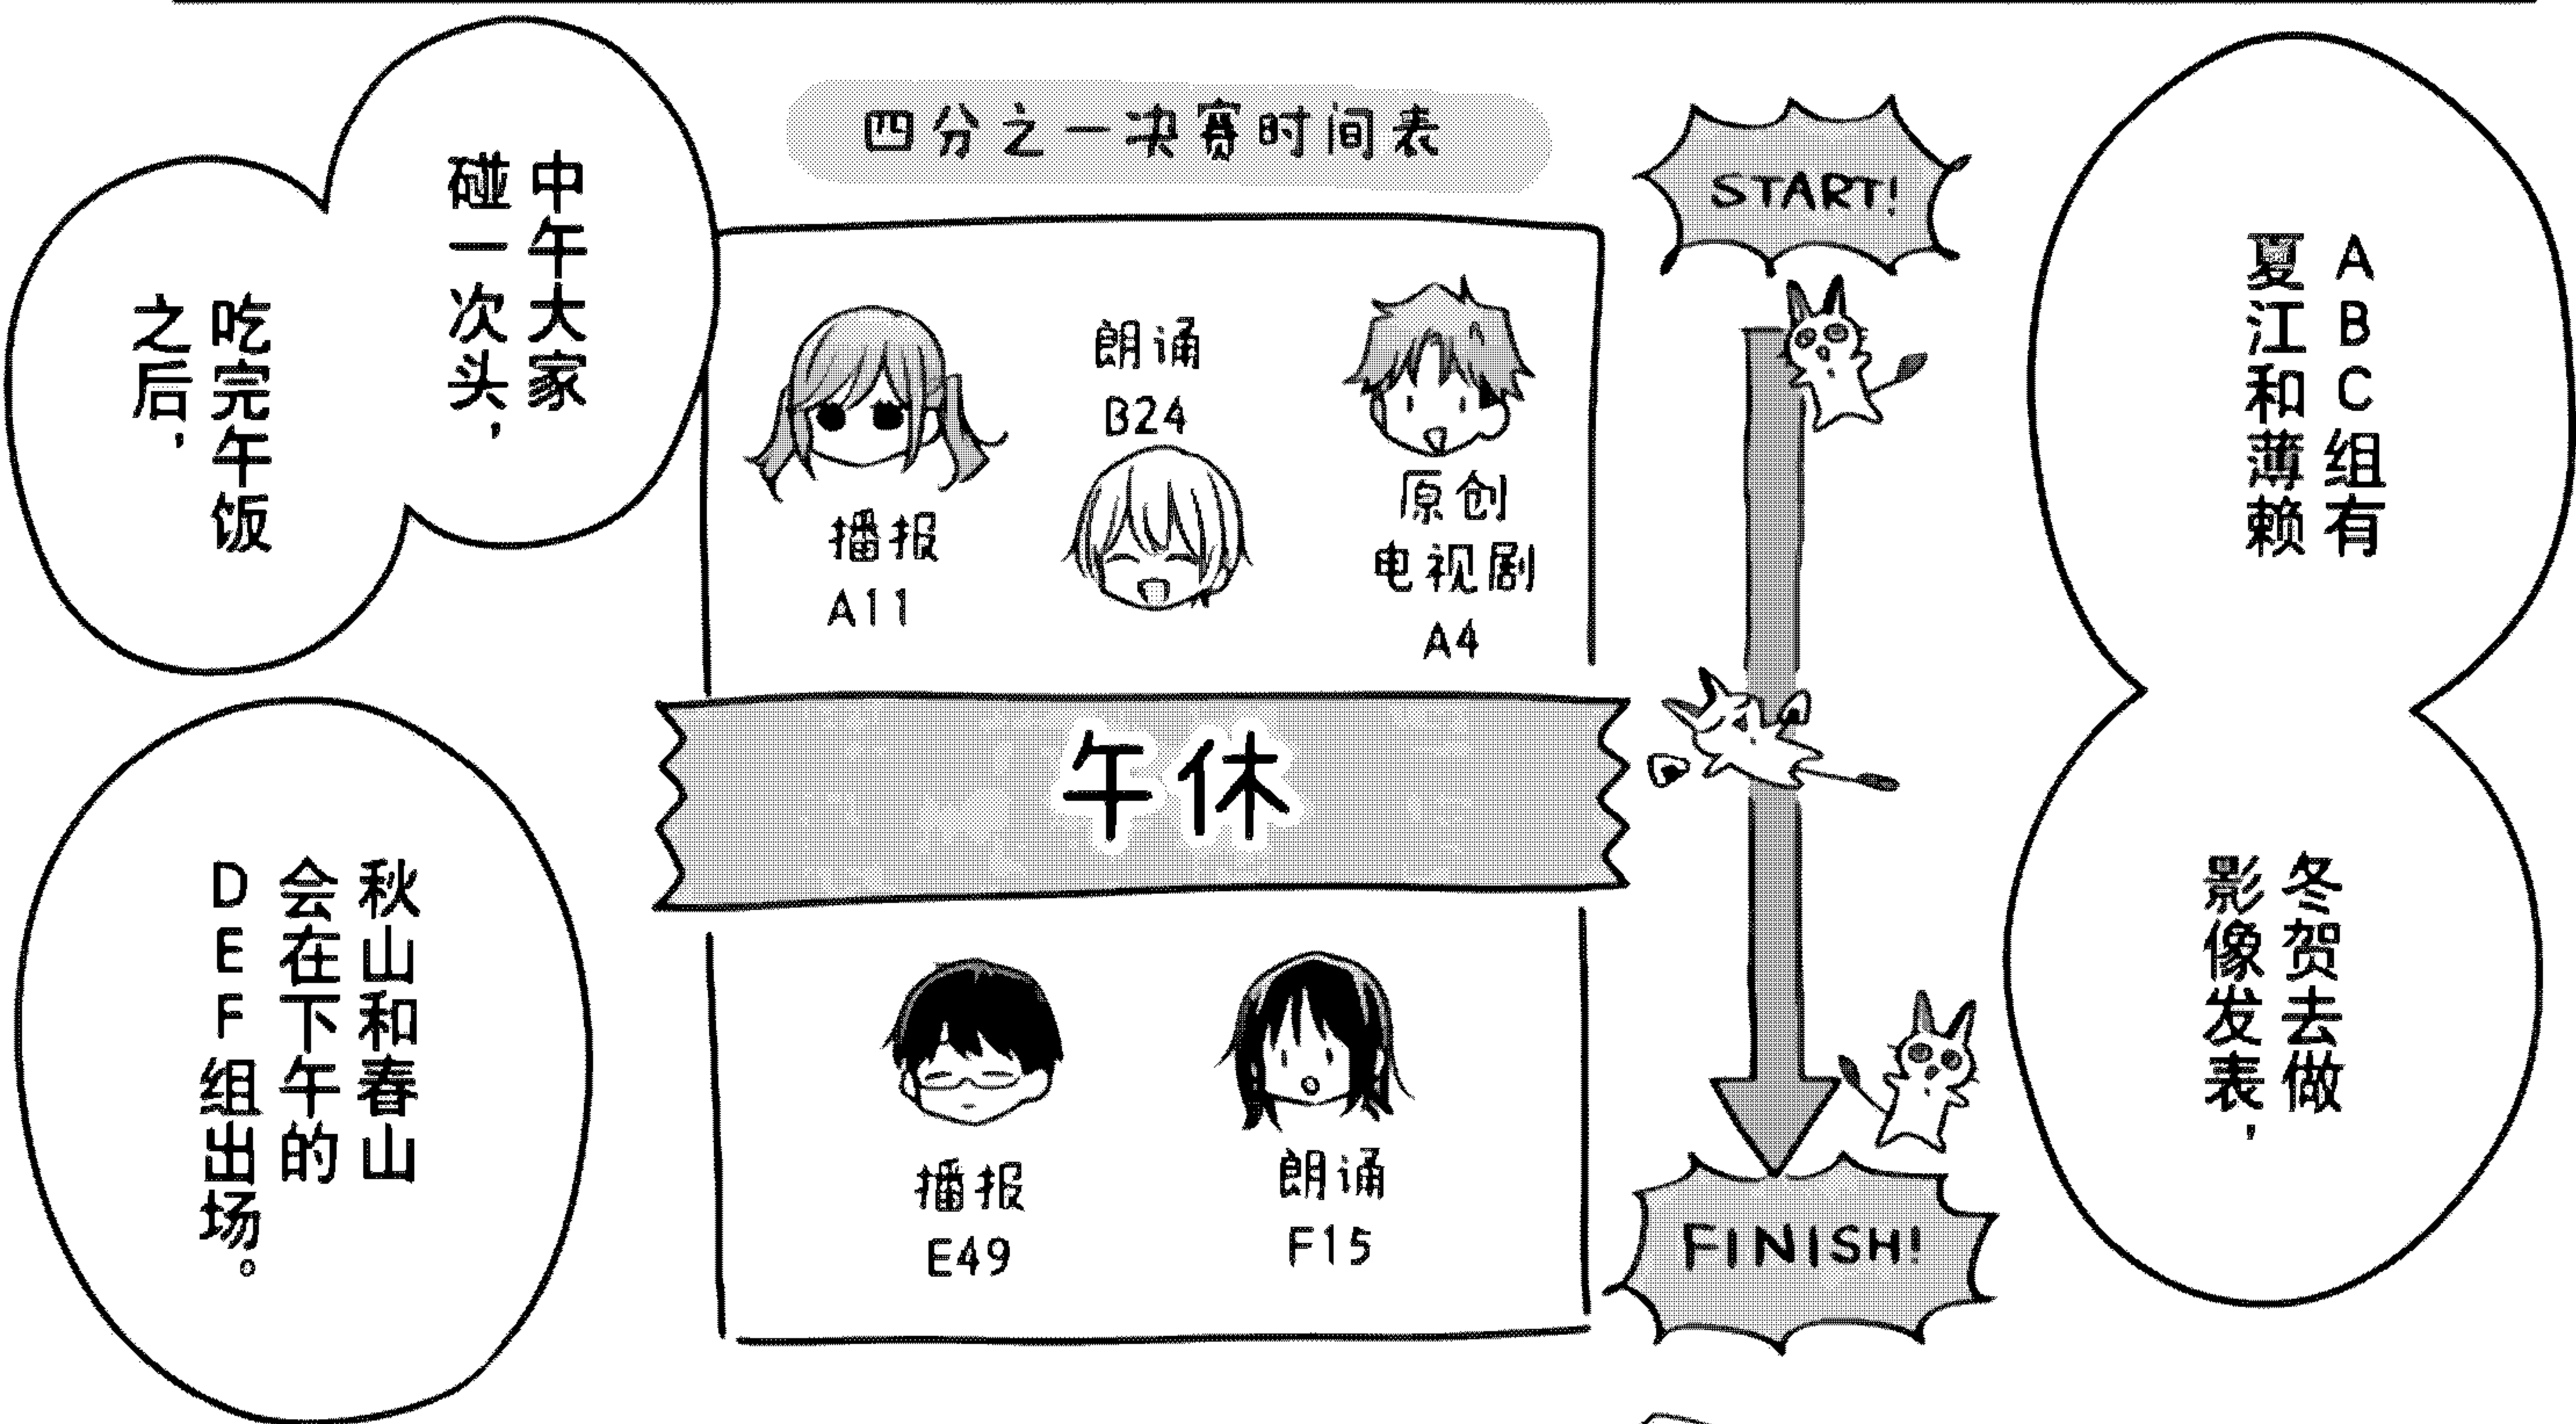 ABC组有
夏江和薄赖
冬贺去做
影像发表，
四分之一决赛时间表
START!
原创
电视剧
A4
朗诵
B24
播报
A11
午休
朗诵
F15
播报
E49
FINISH!
中午大家
碰一次头，
吃完午饭
之后，
秋山和春山
会在下午的
DEF组出场。